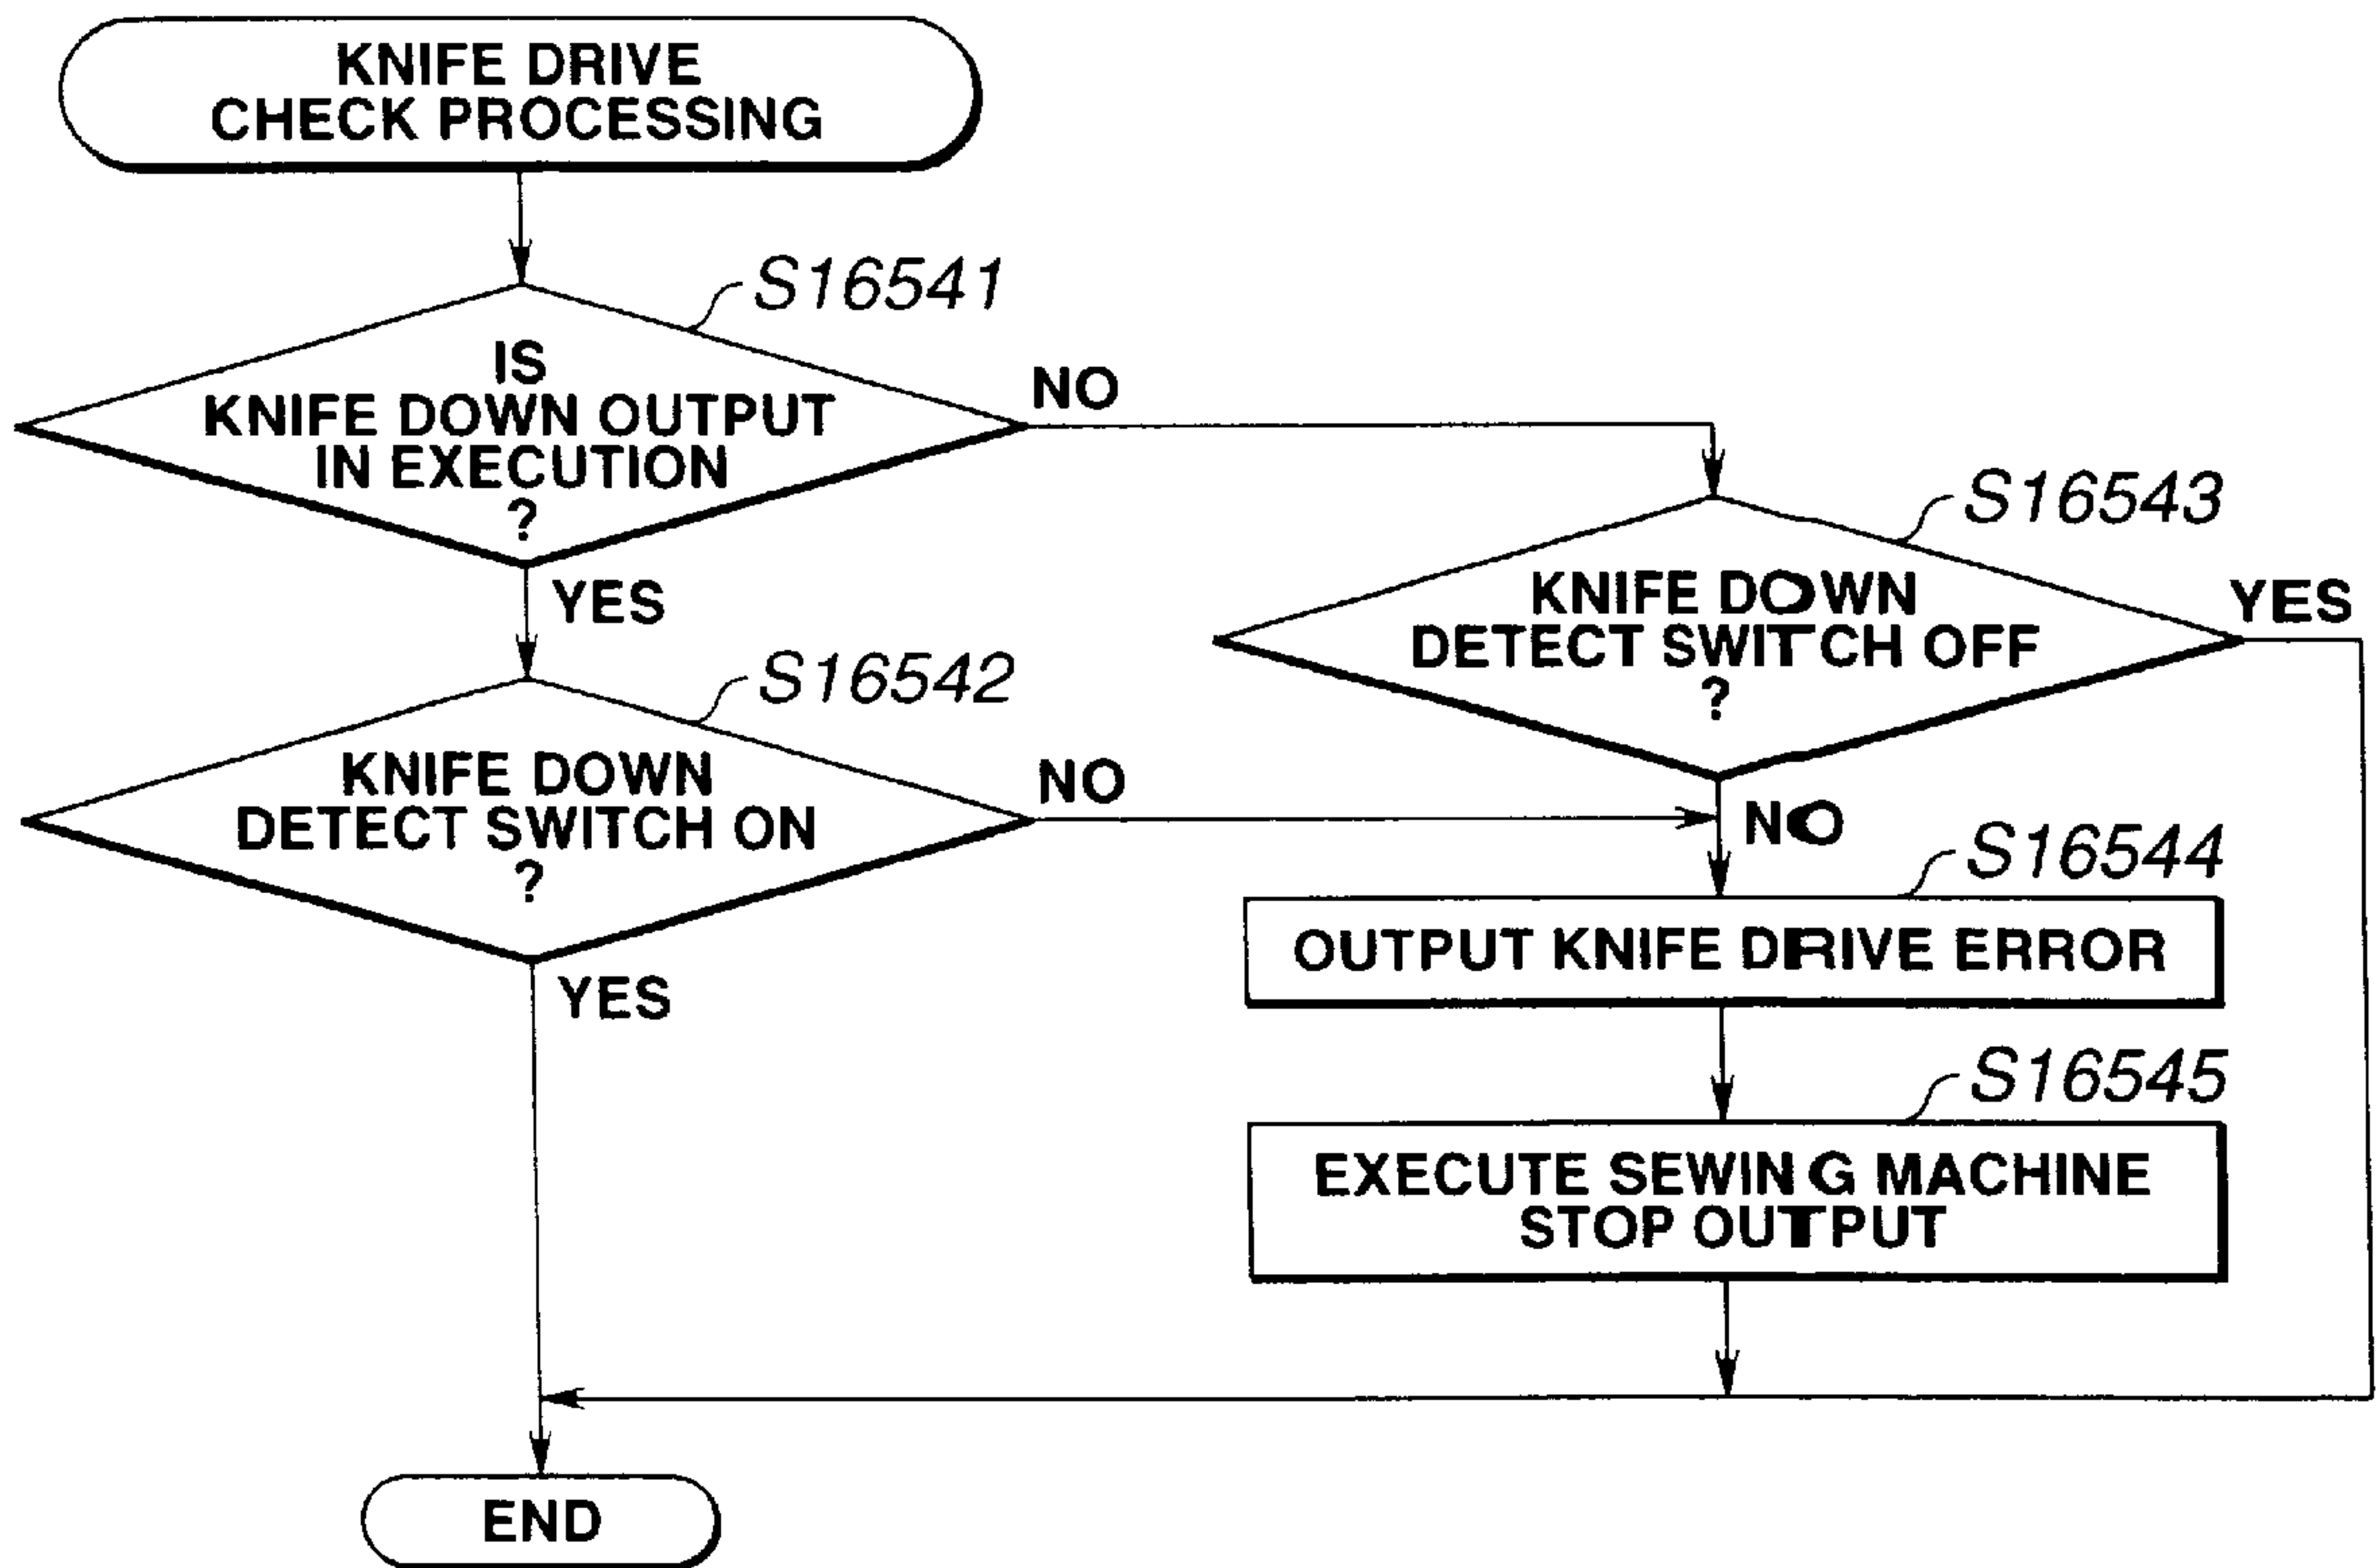 KNIFE DRIVE
CHECK PROCESSING
S16541
IS
KNIFE DOWN OUTPUT
IN EXECUTION
?
NO
YES
S16542
KNIFE DOWN
DETECT SWITCH ON
?
NO
YES
S16543
KNIFE DOWN
DETECT SWITCH OFF
?
YES
NO
S16544
OUTPUT KNIFE DRIVE ERROR
S16545
EXECUTE SEWING MACHINE
STOP OUTPUT
END